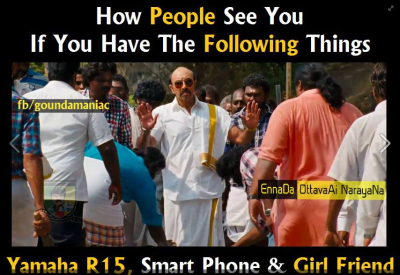 How People See You
If You Have The Following Things
fb/goundamaniac
EnnaDa OttavaAi NarayaNa
Yamaha R15, Smart Phone & Girl Friend